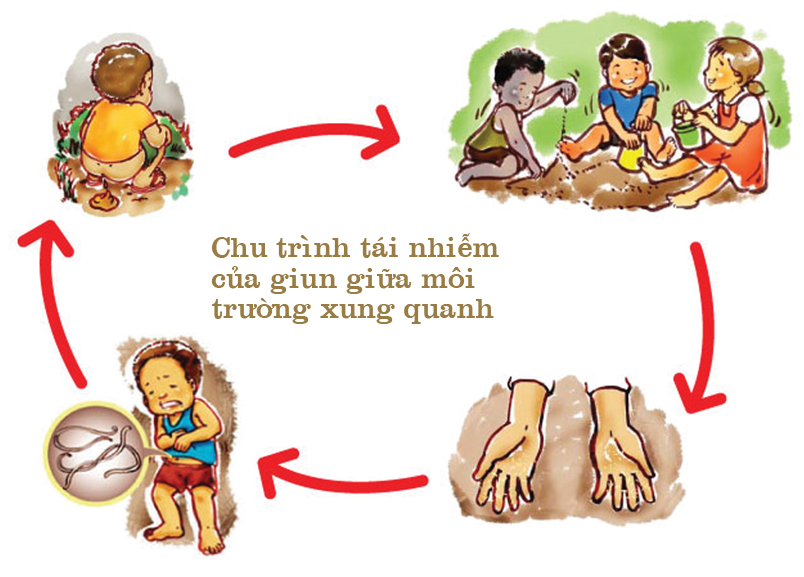 Chu trình tái nhiễm
của giun giữa môi
trường xung quanh